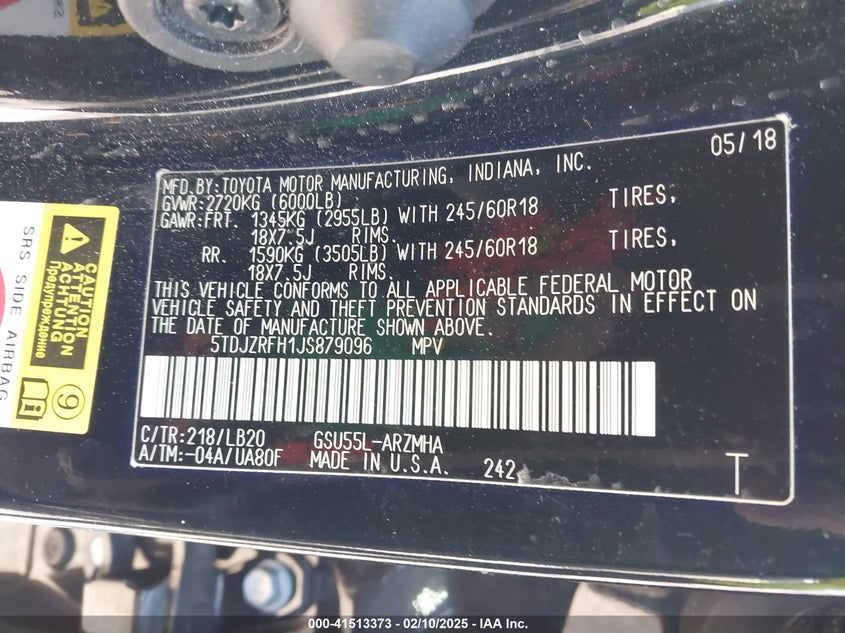 05/18
MFD.BY:TOYOTA MOTOR MANUFACTURING, INDIANA, INC.
GVWR:2720KG (6000LB)
GAWR:FRT. 1345KG (2955LB) WITH 245/60R18 TIRES,
18X7.5J RIMS.
RR. 1590KG (3505LB) WITH 245/60R18 TIRES,
18X7.5J RIMS.
THIS VEHICLE CONFORMS TO ALL APPLICABLE FEDERAL MOTOR
VEHICLE SAFETY AND THEFT PREVENTION STANDARDS IN EFFECT ON
THE DATE OF MANUFACTURE SHOWN ABOVE.
5TDJZRFH1JS879096 MPV
C/TR:218/LB20 GSU55L-ARZMHA
A/TM:-04A/UA80F MADE IN U.S.A. 242
T
SRS SIDE AIRBAG
CAUTION
ATTENTION
ACHTUNG
Предупреждение
9
000-41513373 — 02/10/2025 — IAA Inc.